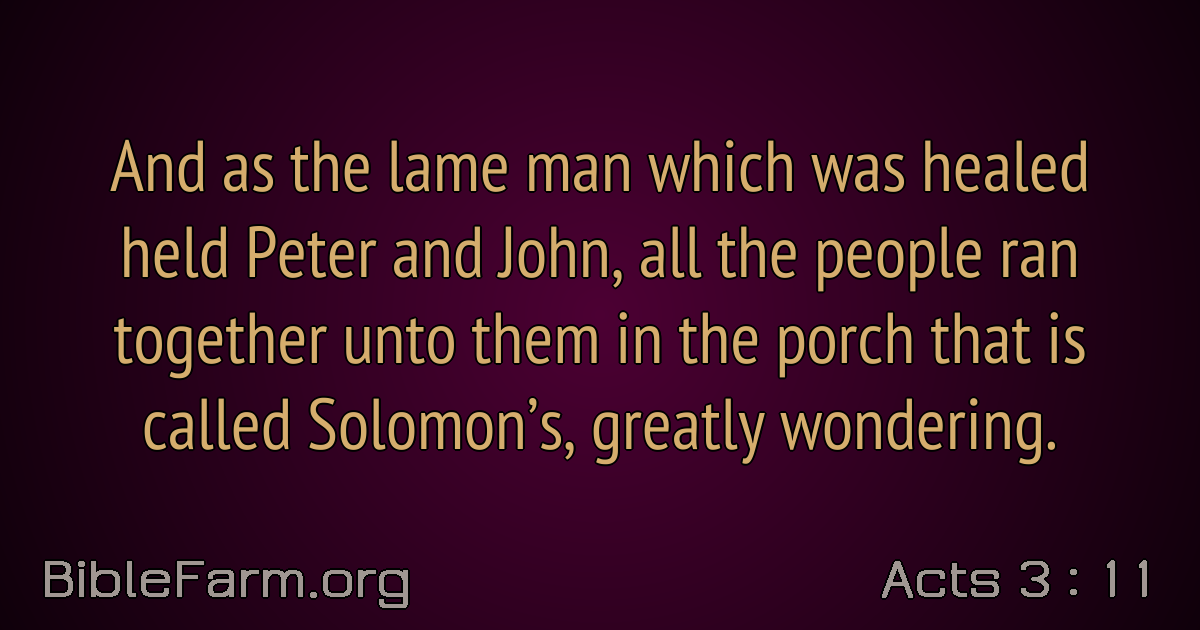 And as the lame man which was healed
held Peter and John, all the people ran
together unto them in the porch that is
called Solomon’s, greatly wondering.
BibleFarm.org
Acts 3 : 11